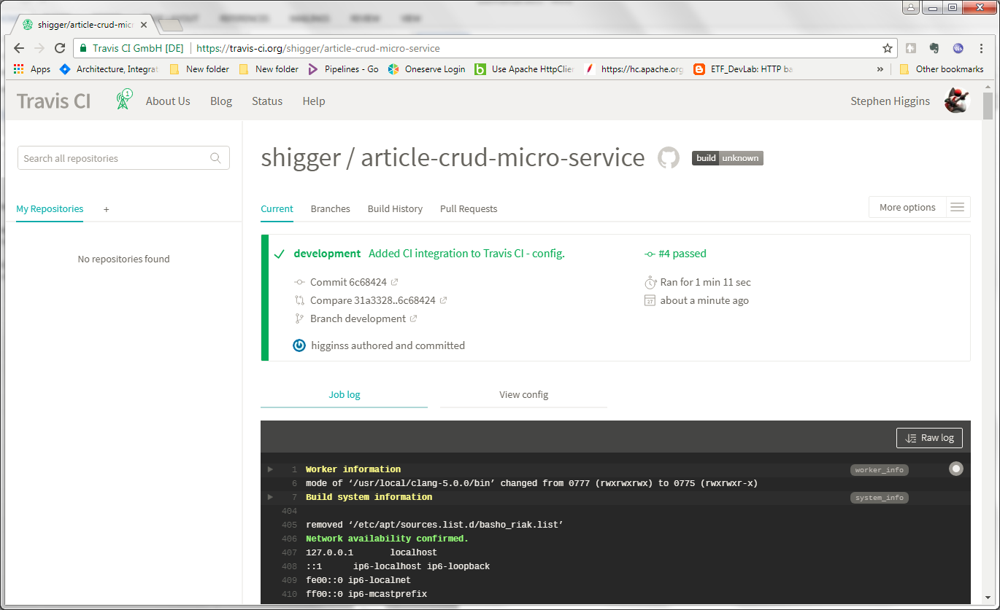 shigger/article-crud-micr
Travis CI GmbH [DE] https://travis-ci.org/shigger/article-crud-micro-service
Apps Architecture, Integrat New folder New folder Pipelines - Go Oneserve Login Use Apache HttpClier https://hc.apache.org ETF_DevLab: HTTP ba » Other bookmarks
Travis CI 1 About Us Blog Status Help Stephen Higgins
Search all repositories
shigger / article-crud-micro-service build unknown
My Repositories +
Current Branches Build History Pull Requests More options
No repositories found
development Added CI integration to Travis CI - config. #4 passed
Commit 6c68424 Ran for 1 min 11 sec
Compare 31a3328..6c68424 27 about a minute ago
Branch development
higginss authored and committed
Job log View config
Raw log
1 Worker information worker_info
6 mode of ‘/usr/local/clang-5.0.0/bin’ changed from 0777 (rwxrwxrwx) to 0775 (rwxrwxr-x)
7 Build system information system_info
404
405 removed ‘/etc/apt/sources.list.d/basho_riak.list’
406 Network availability confirmed.
407 127.0.0.1 localhost
408 ::1 ip6-localhost ip6-loopback
409 fe00::0 ip6-localnet
410 ff00::0 ip6-mcastprefix